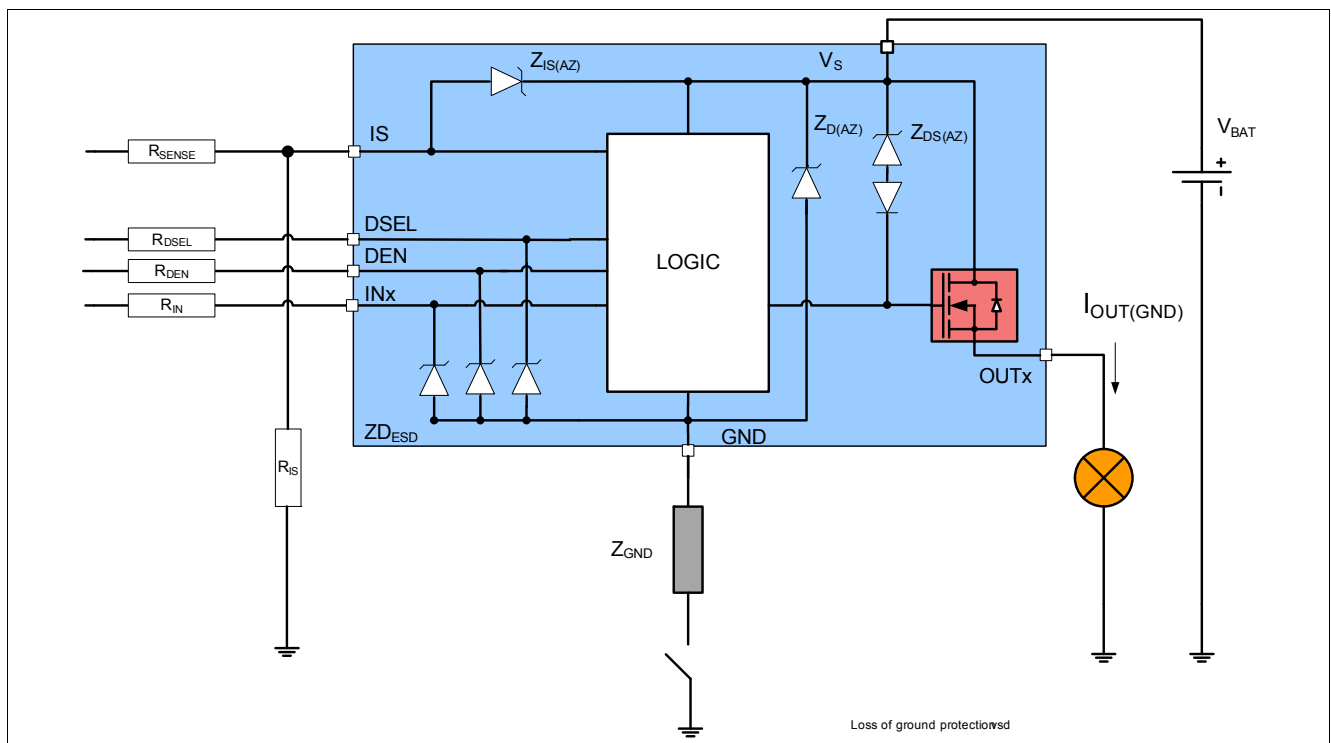 ZIS(AZ)
VS
IS
ZD(AZ)
ZDS(AZ)
VBAT
RSENSE
+
DSEL
RDSEL
DEN
LOGIC
RDEN
INx
RIN
IOUT(GND)
OUTx
ZDESD
GND
RIS
ZGND
Loss of ground protectionvsd